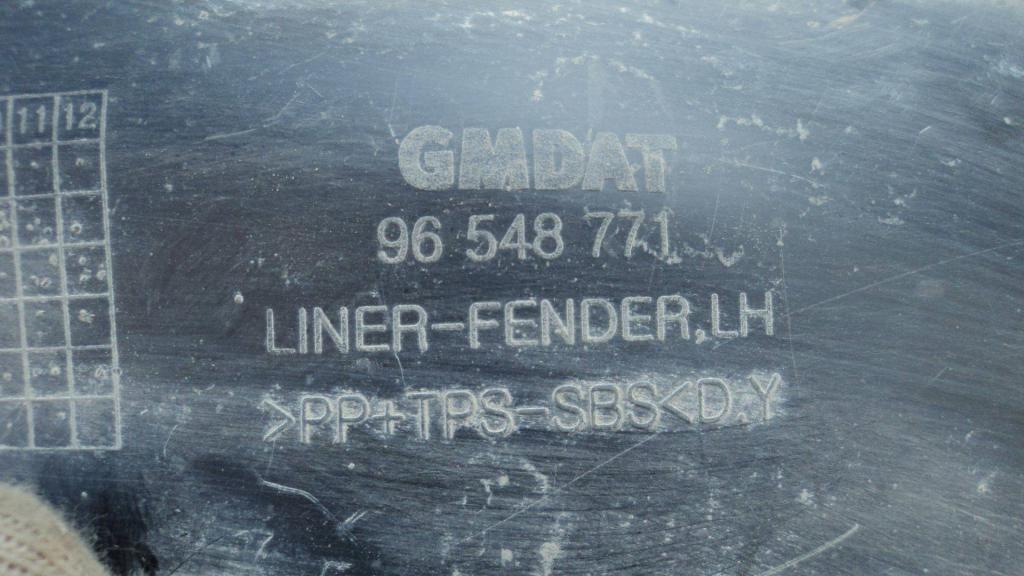 11 12
GMDAT
96 548 771
LINER-FENDER,LH
>PP+TPS-SBS<D.Y